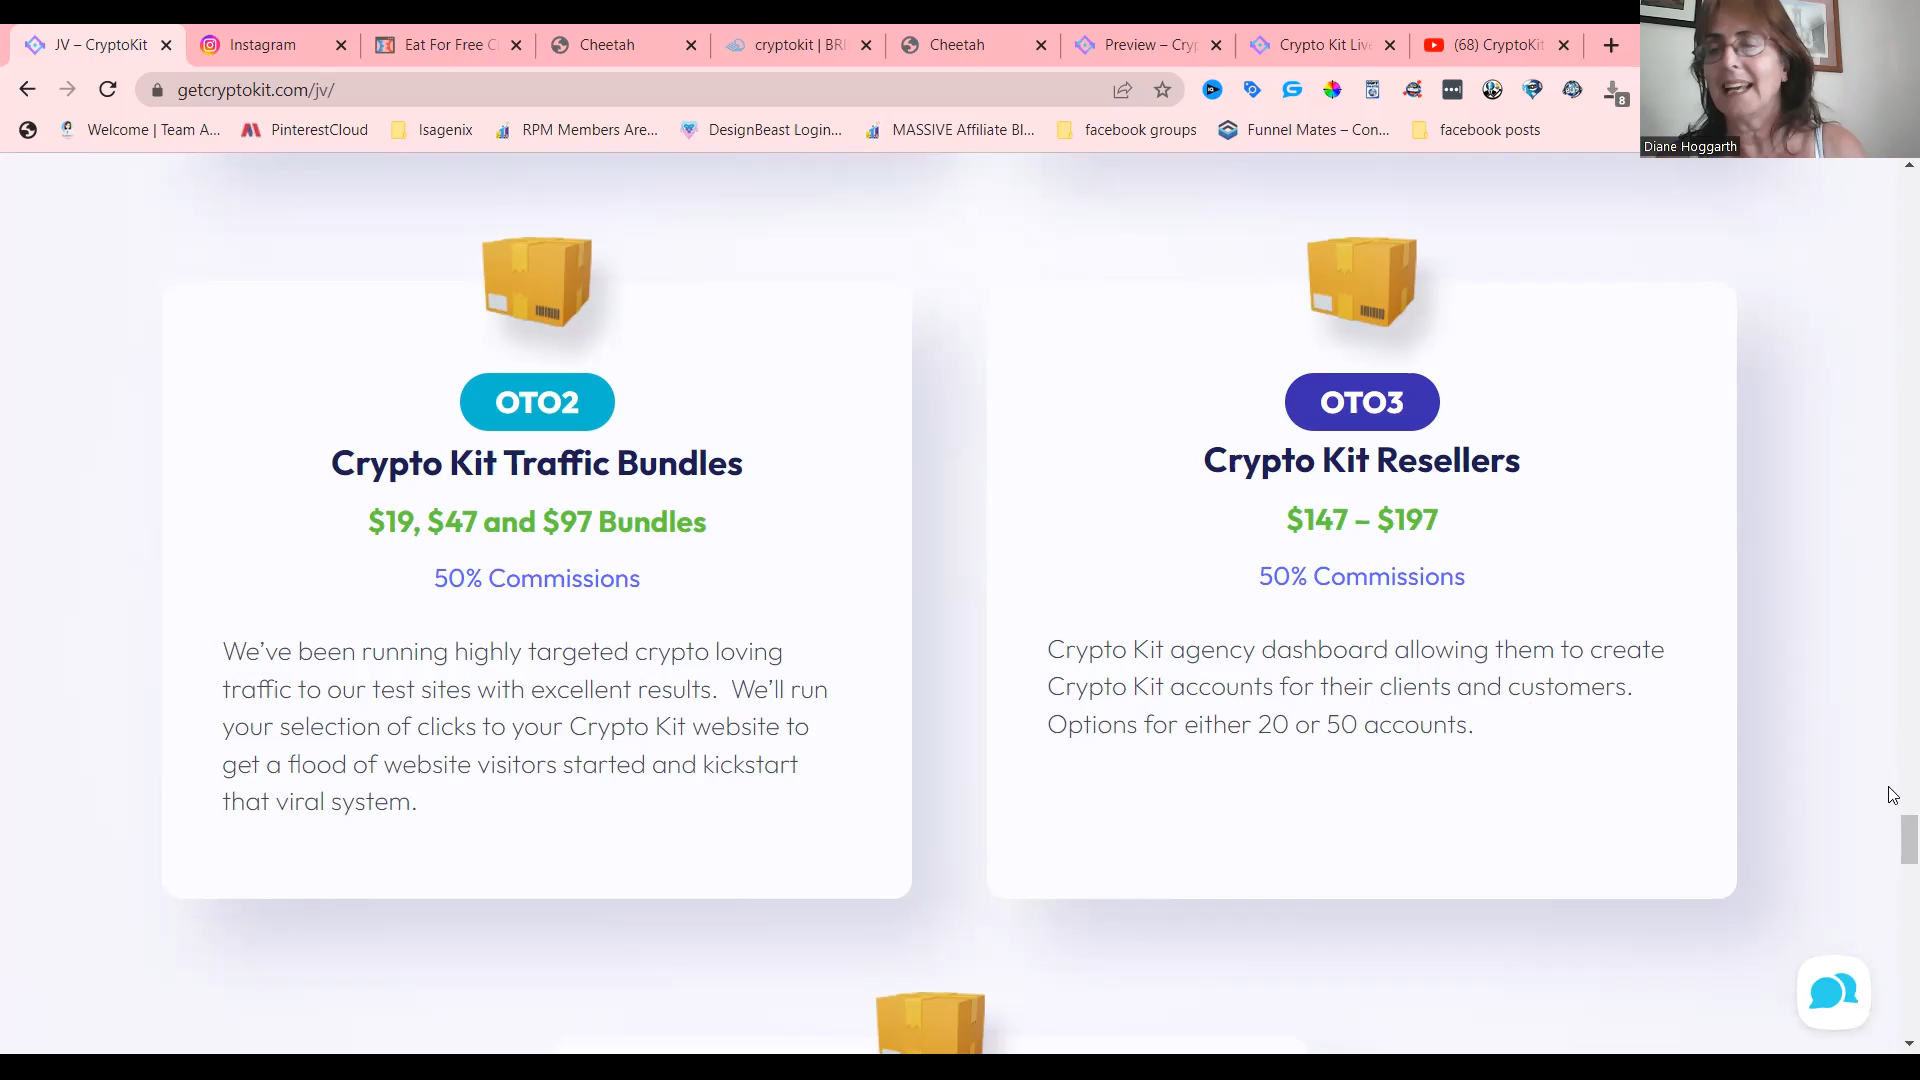 JV – CryptoKit
Instagram
Eat For Free C
Cheetah
cryptokit | BRI
Cheetah
Preview – Cryp
Crypto Kit Live
(68) CryptoKit
getcryptokit.com/jv/
8
Welcome | Team A...
PinterestCloud
Isagenix
RPM Members Are...
DesignBeast Login...
MASSIVE Affiliate Bl...
facebook groups
Funnel Mates – Con...
facebook posts
Diane Hoggarth
OTO2
Crypto Kit Traffic Bundles
$19, $47 and $97 Bundles
50% Commissions
We’ve been running highly targeted crypto loving
traffic to our test sites with excellent results. We’ll run
your selection of clicks to your Crypto Kit website to
get a flood of website visitors started and kickstart
that viral system.
OTO3
Crypto Kit Resellers
$147 – $197
50% Commissions
Crypto Kit agency dashboard allowing them to create
Crypto Kit accounts for their clients and customers.
Options for either 20 or 50 accounts.